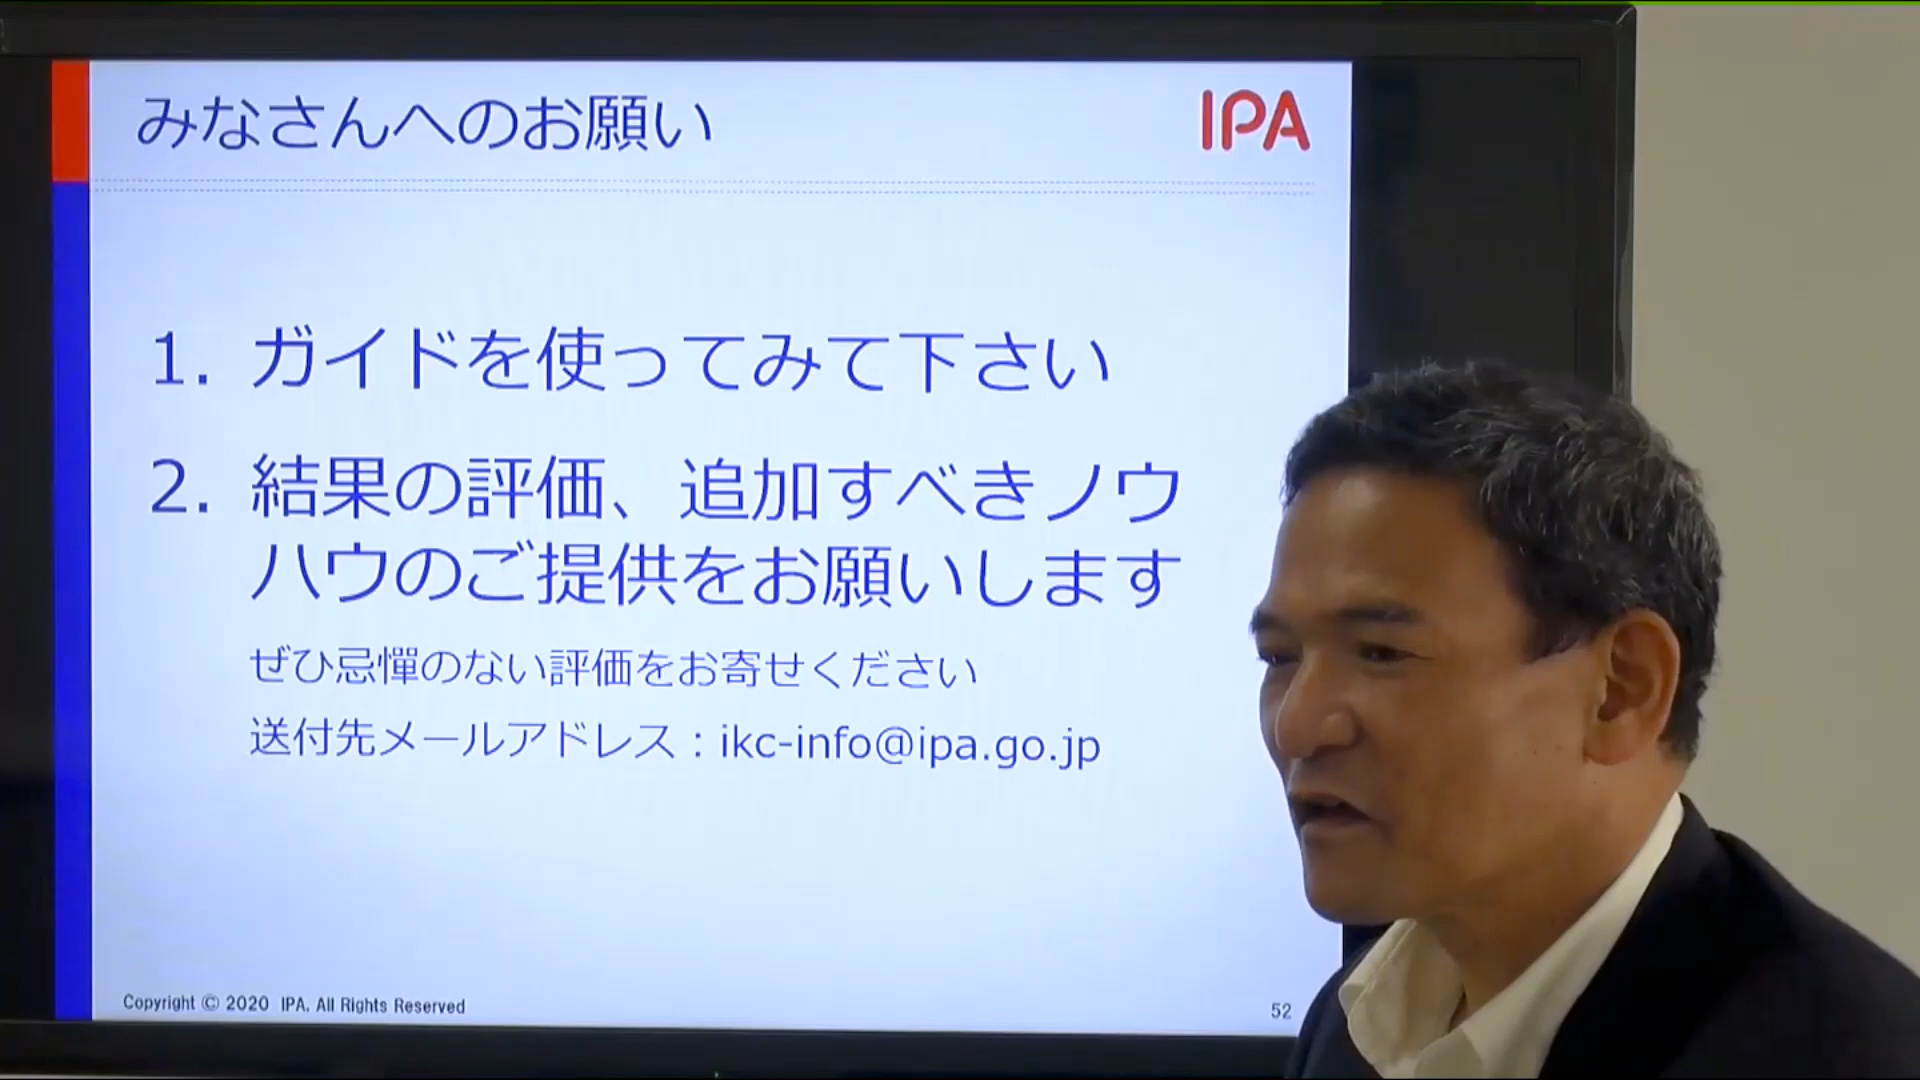 みなさんへのお願い
IPA
1. ガイドを使ってみて下さい
2. 結果の評価、追加すべきノウ
ハウのご提供をお願いします
ぜひ忌憚のない評価をお寄せください
送付先メールアドレス：ikc-info@ipa.go.jp
Copyright © 2020 IPA. All Rights Reserved
52